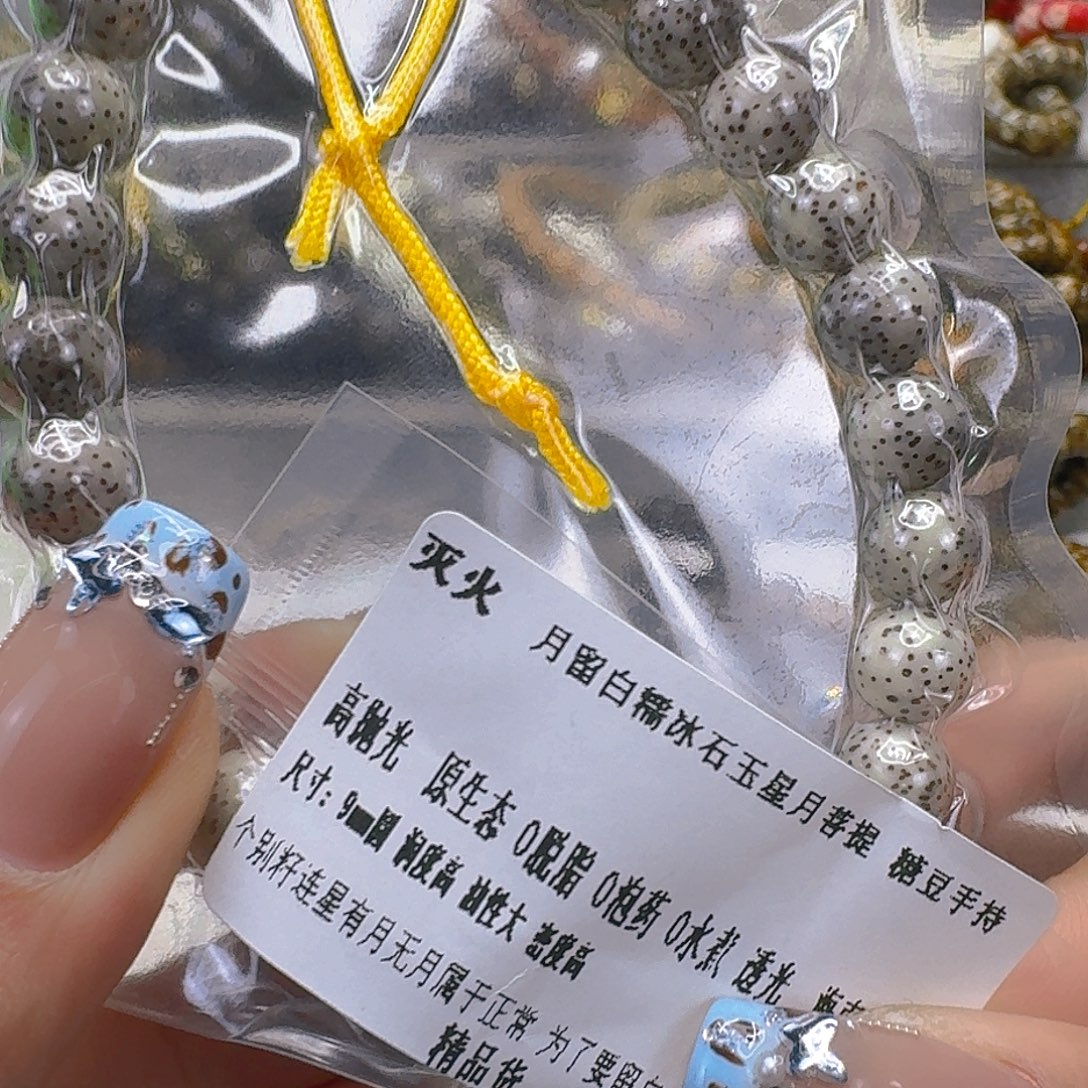 灭火
月留白糯冰石玉星月菩提 糖豆手持
高抛光 原生态 0脱脂 0泡药 0水煮 透光
尺寸：9mm圆 润度高 油性大 密度高
个别籽连星有月无月属于正常 为了要留白
精品货